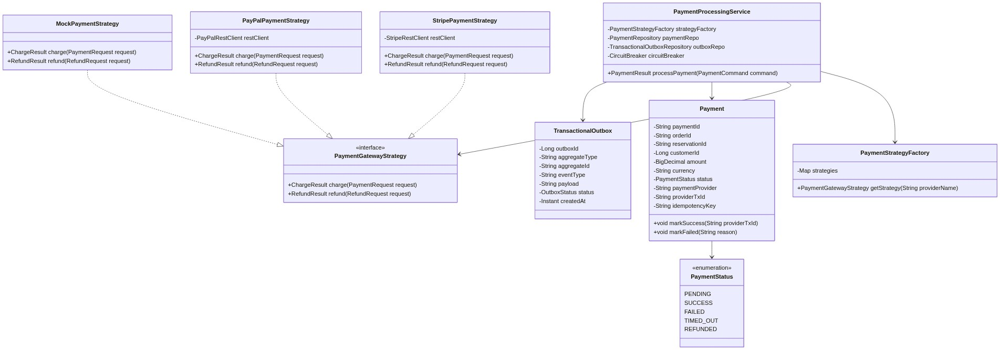 MockPaymentStrategy
+ChargeResult charge(PaymentRequest request)
+RefundResult refund(RefundRequest request)
PayPalPaymentStrategy
-PayPalRestClient restClient
+ChargeResult charge(PaymentRequest request)
+RefundResult refund(RefundRequest request)
StripePaymentStrategy
-StripeRestClient restClient
+ChargeResult charge(PaymentRequest request)
+RefundResult refund(RefundRequest request)
PaymentProcessingService
-PaymentStrategyFactory strategyFactory
-PaymentRepository paymentRepo
-TransactionalOutboxRepository outboxRepo
-CircuitBreaker circuitBreaker
+PaymentResult processPayment(PaymentCommand command)
«interface»
PaymentGatewayStrategy
+ChargeResult charge(PaymentRequest request)
+RefundResult refund(RefundRequest request)
TransactionalOutbox
-Long outboxId
-String aggregateType
-String aggregateId
-String eventType
-String payload
-OutboxStatus status
-Instant createdAt
Payment
-String paymentId
-String orderId
-String reservationId
-Long customerId
-BigDecimal amount
-String currency
-PaymentStatus status
-String paymentProvider
-String providerTxId
-String idempotencyKey
+void markSuccess(String providerTxId)
+void markFailed(String reason)
PaymentStrategyFactory
-Map strategies
+PaymentGatewayStrategy getStrategy(String providerName)
«enumeration»
PaymentStatus
PENDING
SUCCESS
FAILED
TIMED_OUT
REFUNDED